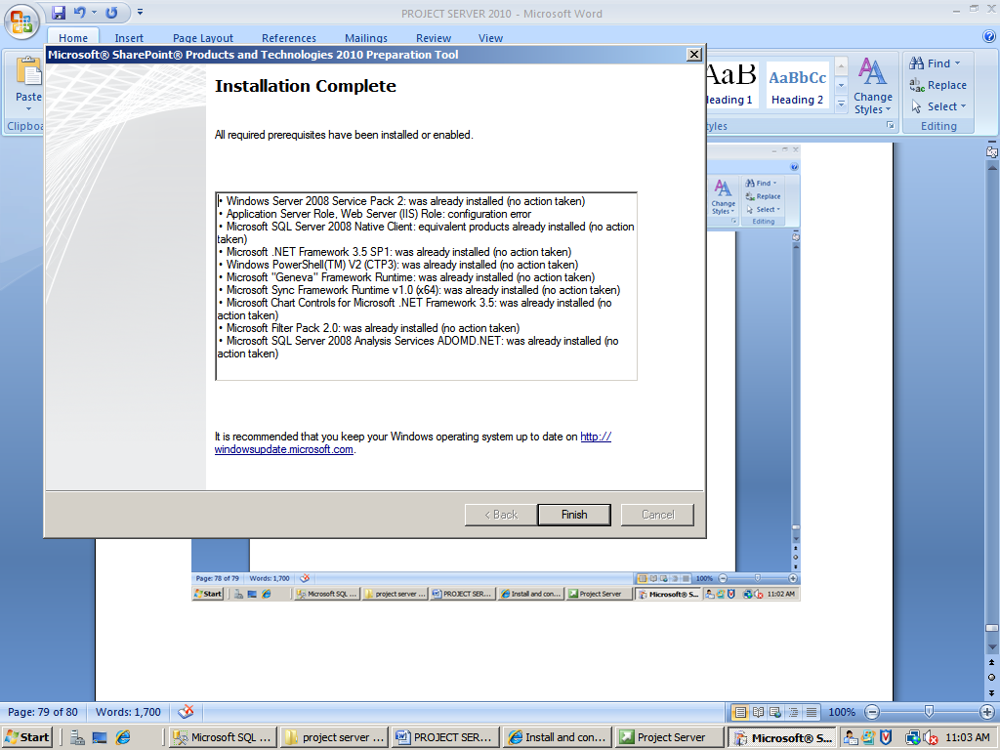 PROJECT SERVER 2010 - Microsoft Word
Home Insert Page Layout References Mailings Review View
Microsoft® SharePoint® Products and Technologies 2010 Preparation Tool
Installation Complete
All required prerequisites have been installed or enabled.
• Windows Server 2008 Service Pack 2: was already installed (no action taken)
• Application Server Role, Web Server (IIS) Role: configuration error
• Microsoft SQL Server 2008 Native Client: equivalent products already installed (no action
taken)
• Microsoft .NET Framework 3.5 SP1: was already installed (no action taken)
• Windows PowerShell(TM) V2 (CTP3): was already installed (no action taken)
• Microsoft "Geneva" Framework Runtime: was already installed (no action taken)
• Microsoft Sync Framework Runtime v1.0 (x64): was already installed (no action taken)
• Microsoft Chart Controls for Microsoft .NET Framework 3.5: was already installed (no
action taken)
• Microsoft Filter Pack 2.0: was already installed (no action taken)
• Microsoft SQL Server 2008 Analysis Services ADOMD.NET: was already installed (no
action taken)
It is recommended that you keep your Windows operating system up to date on http://
windowsupdate.microsoft.com.
< Back Finish Cancel
Paste
Clipboa
AaB AaBbCc
eading 1 Heading 2
Change
Styles
yles
Find
Replace
Select
Editing
Change
Styles
Find
Replace
Select
Editing
Page: 78 of 79 Words: 1,700 100%
Start Microsoft SQL ... project server ... PROJECT SER... Install and con... Project Server Microsoft® S... 11:02 AM
Page: 79 of 80 Words: 1,700 100%
Start Microsoft SQL ... project server ... PROJECT SER... Install and con... Project Server Microsoft® S... 11:03 AM